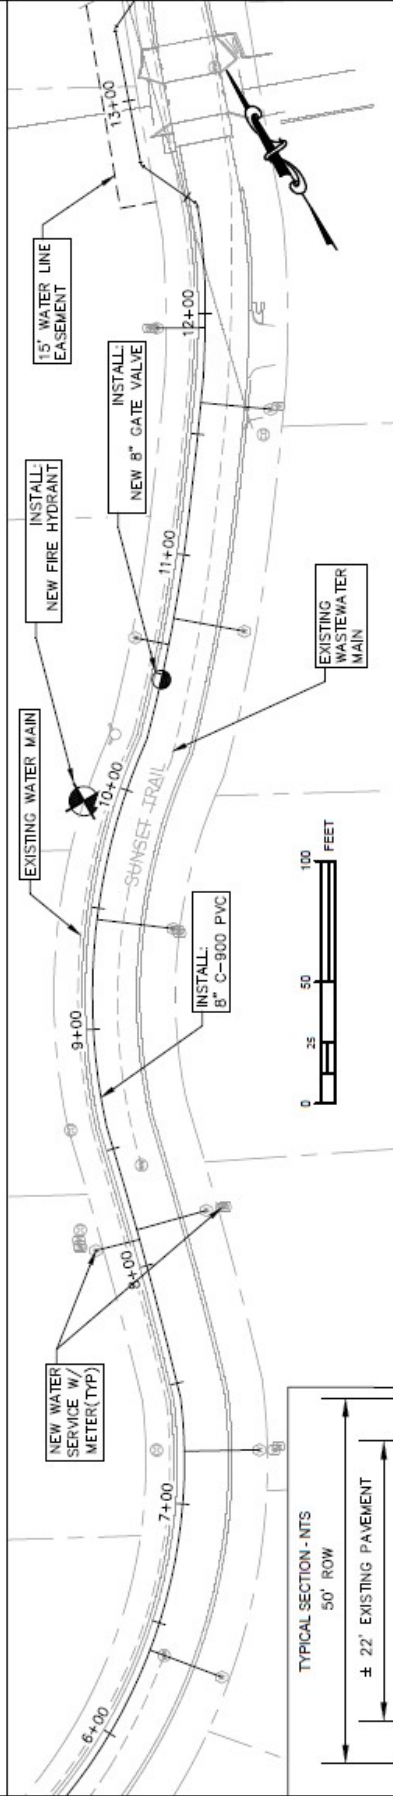 13+00
15' WATER LINE
EASEMENT
12+00
INSTALL:
NEW 8" GATE VALVE
INSTALL:
NEW FIRE HYDRANT
11+00
EXISTING
WASTEWATER
MAIN
EXISTING WATER MAIN
10+00
SUNSET TRAIL
INSTALL:
8" C-900 PVC
9+00
0
25
50
100
FEET
8+00
NEW WATER
SERVICE W/
METER(TYP)
7+00
6+00
TYPICAL SECTION - NTS
50' ROW
± 22' EXISTING PAVEMENT